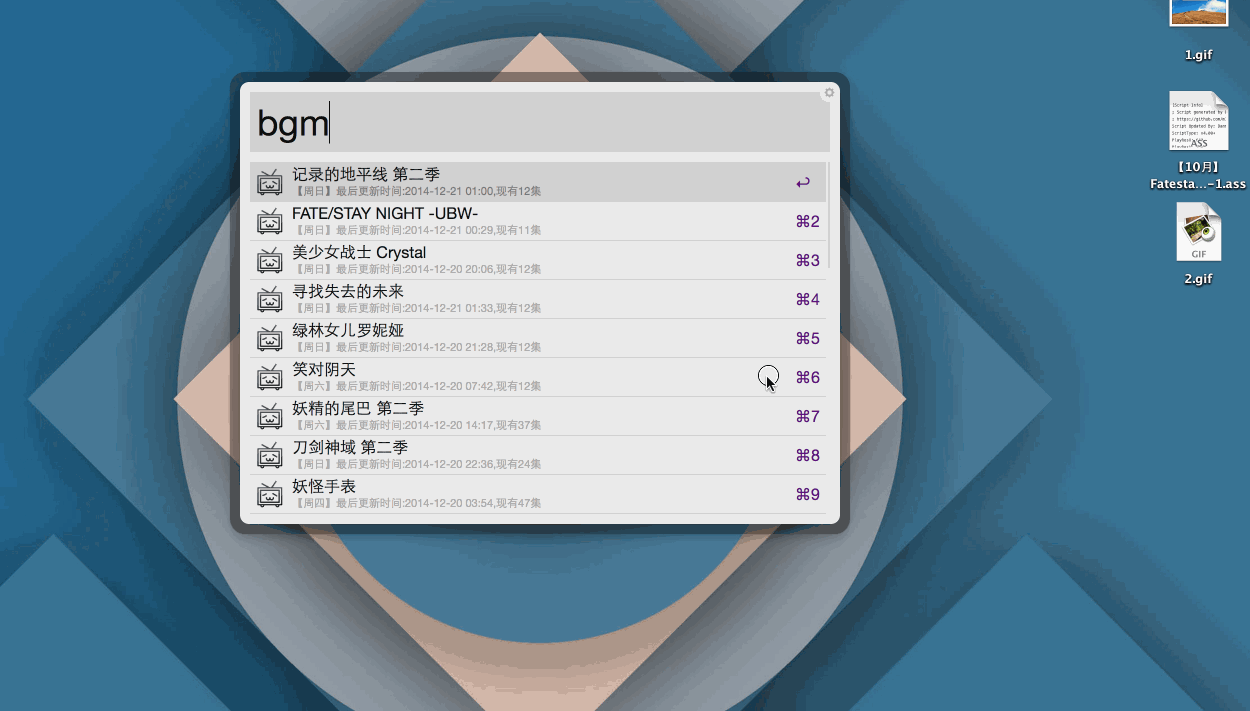 bgm
记录的地平线 第二季
【周日】最后更新时间:2014-12-21 01:00,现有12集
FATE/STAY NIGHT -UBW-
【周日】最后更新时间:2014-12-21 00:29,现有11集
⌘2
美少女战士 Crystal
【周日】最后更新时间:2014-12-20 20:06,现有12集
⌘3
寻找失去的未来
【周日】最后更新时间:2014-12-21 01:33,现有12集
⌘4
绿林女儿罗妮娅
【周日】最后更新时间:2014-12-20 21:28,现有12集
⌘5
笑对阴天
【周六】最后更新时间:2014-12-20 07:42,现有12集
⌘6
妖精的尾巴 第二季
【周六】最后更新时间:2014-12-20 14:17,现有37集
⌘7
刀剑神域 第二季
【周日】最后更新时间:2014-12-20 22:36,现有24集
⌘8
妖怪手表
【周四】最后更新时间:2014-12-20 03:54,现有47集
⌘9
1.gif
[Script Info]
; Script generated by
; https://github.com/
ASS
【10月】
Fatesta...-1.ass
GIF
2.gif